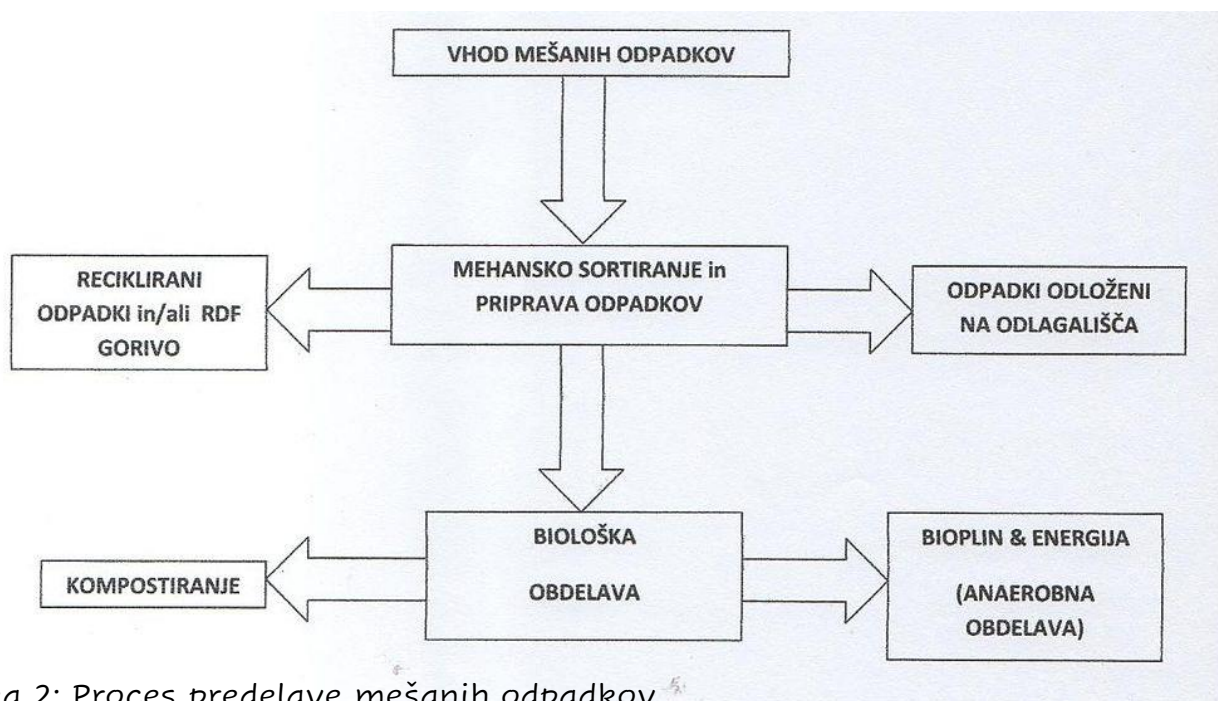 VHOD MEŠANIH ODPADKOV
MEHANSKO SORTIRANJE in
PRIPRAVA ODPADKOV
RECIKLIRANI
ODPADKI in/ali RDF
GORIVO
ODPADKI ODLOŽENI
NA ODLAGALIŠČA
BIOLOŠKA
OBDELAVA
KOMPOSTIRANJE
BIOPLIN & ENERGIJA
(ANAEROBNA
OBDELAVA)
a 2: Proces predelave mešanih odpadkov